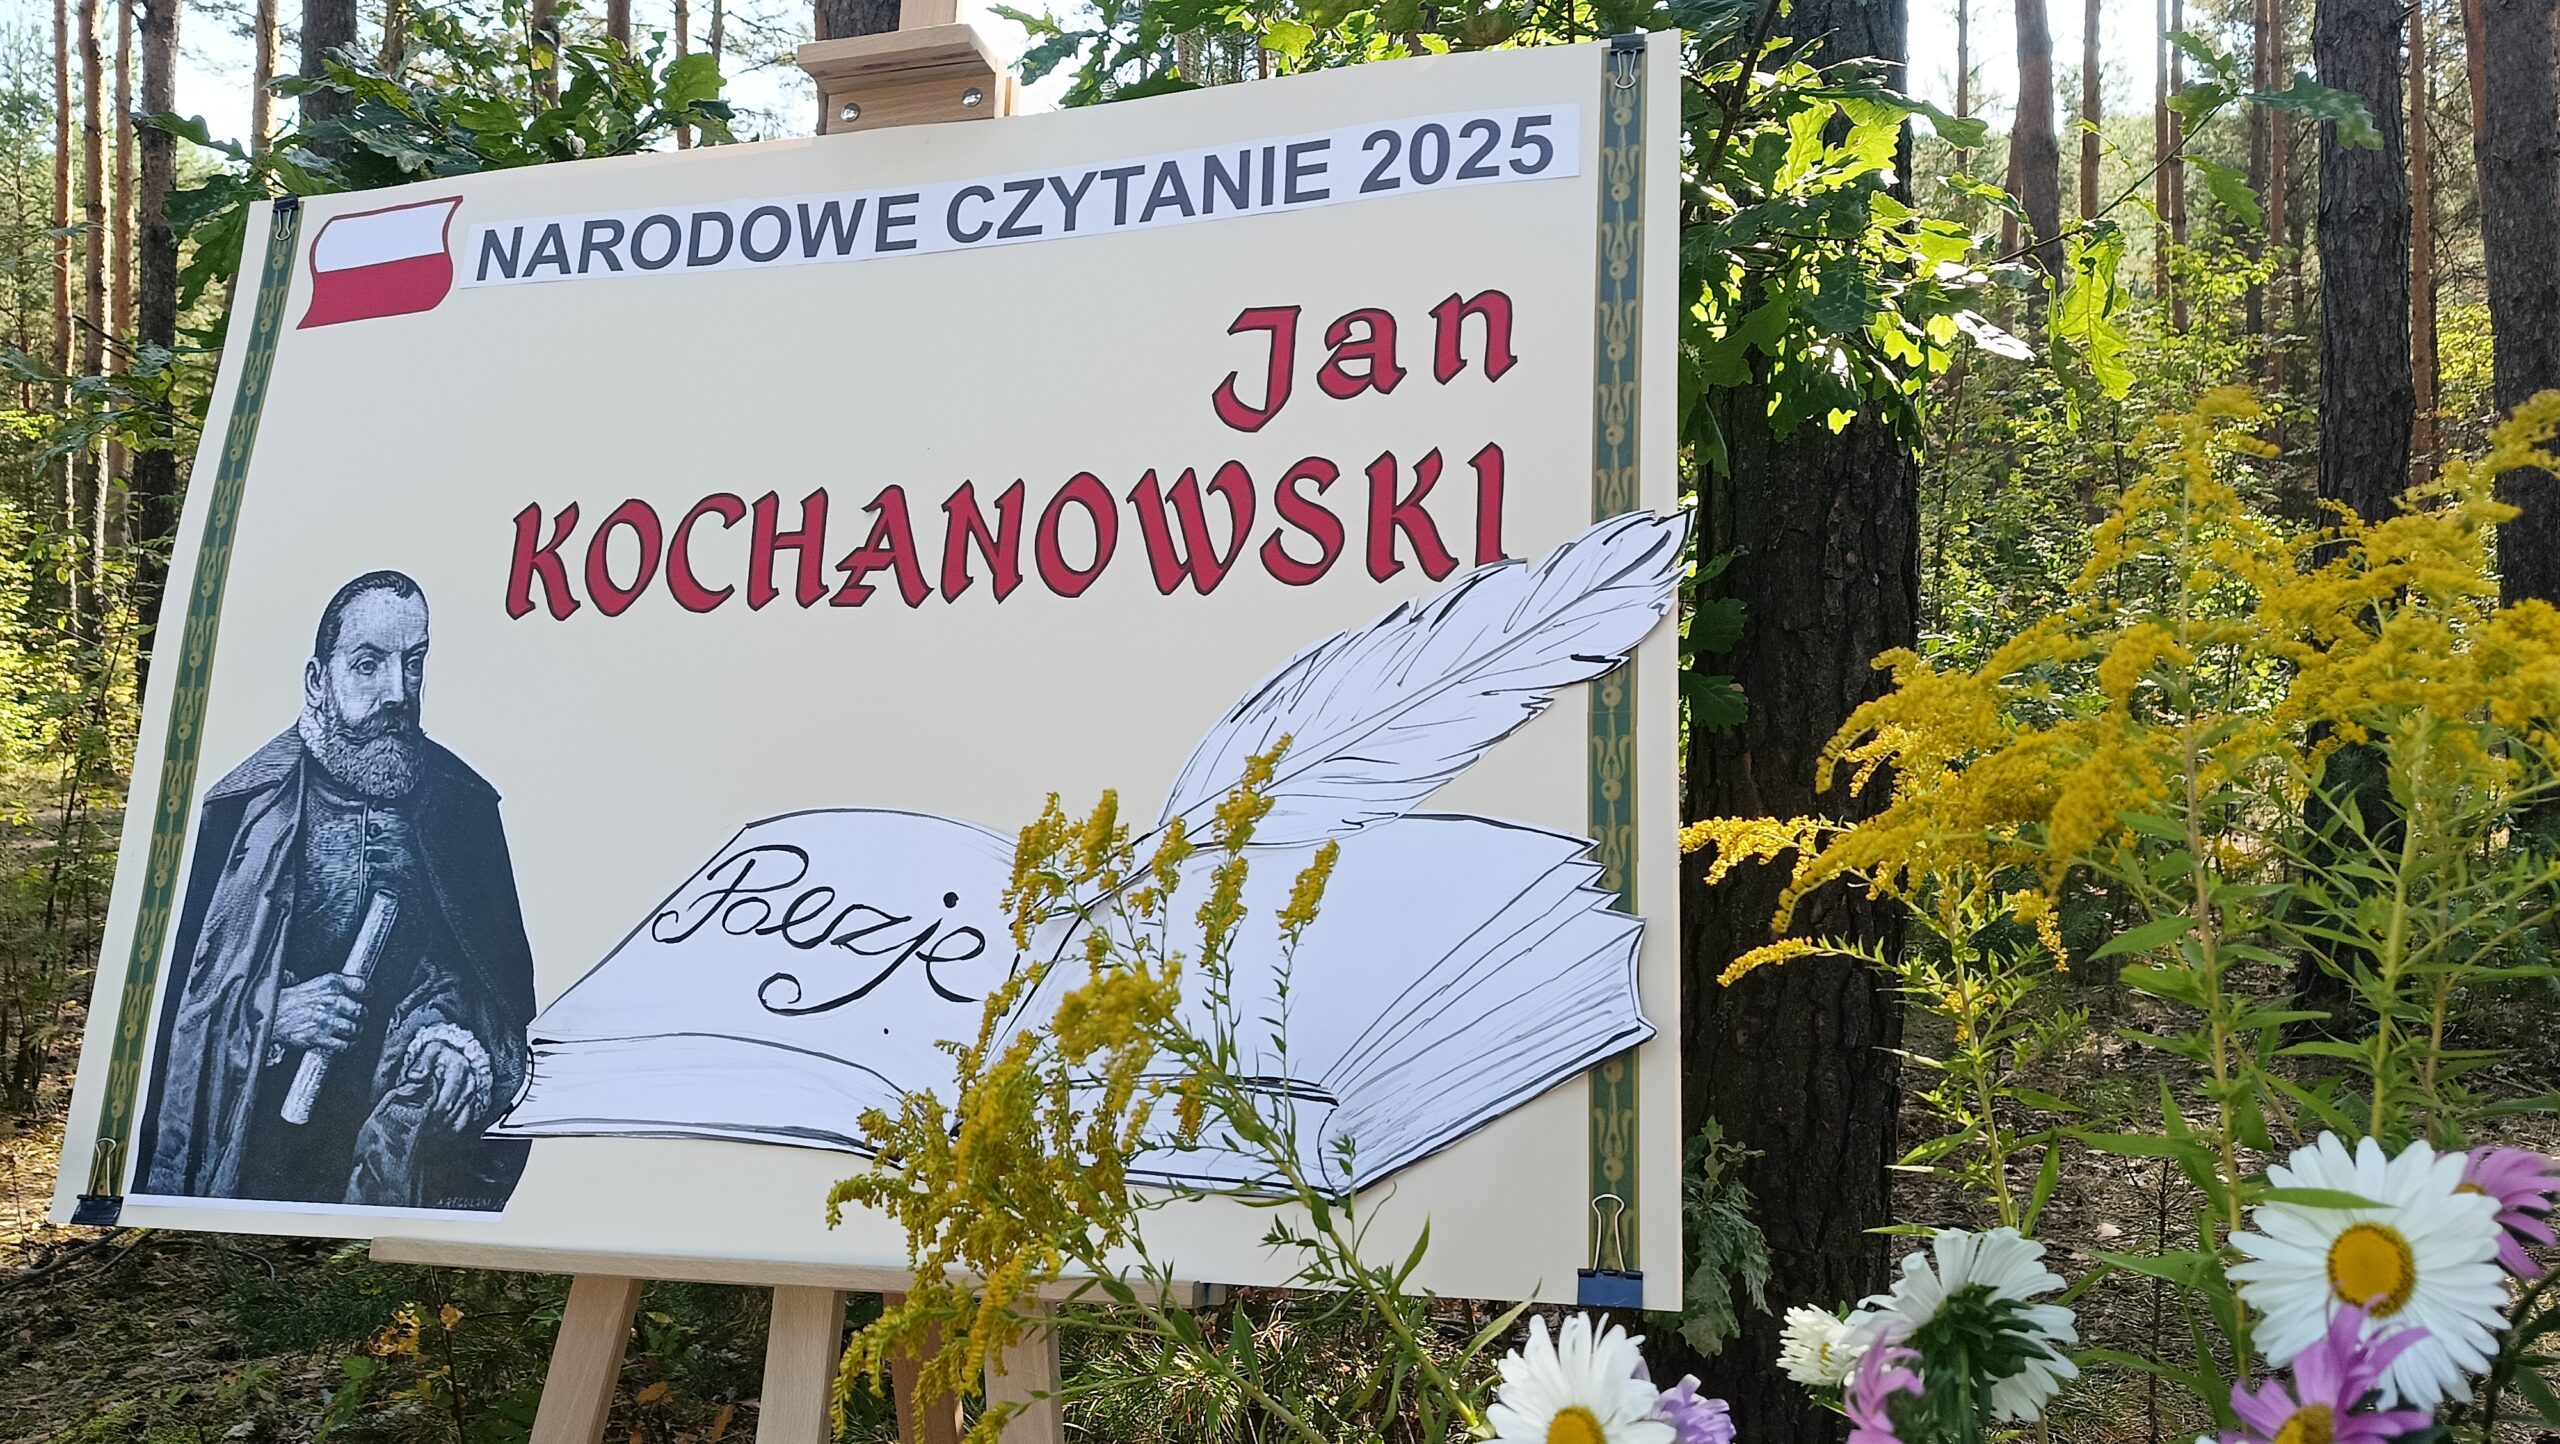 NARODOWE CZYTANIE 2025
Jan
KOCHANOWSKI
Poezje